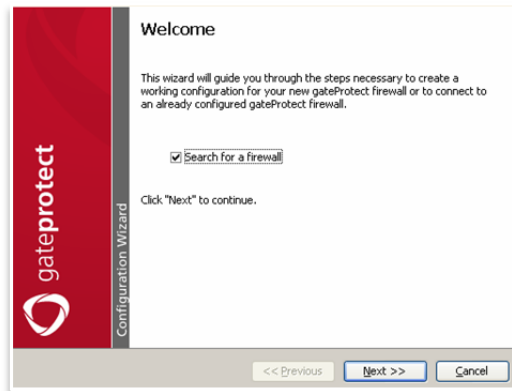 Welcome
This wizard will guide you through the steps necessary to create a
working configuration for your new gateProtect firewall or to connect to
an already configured gateProtect firewall.
Search for a firewall
Click "Next" to continue.
gateprotect
Configuration Wizard
<< Previous
Next >>
Cancel